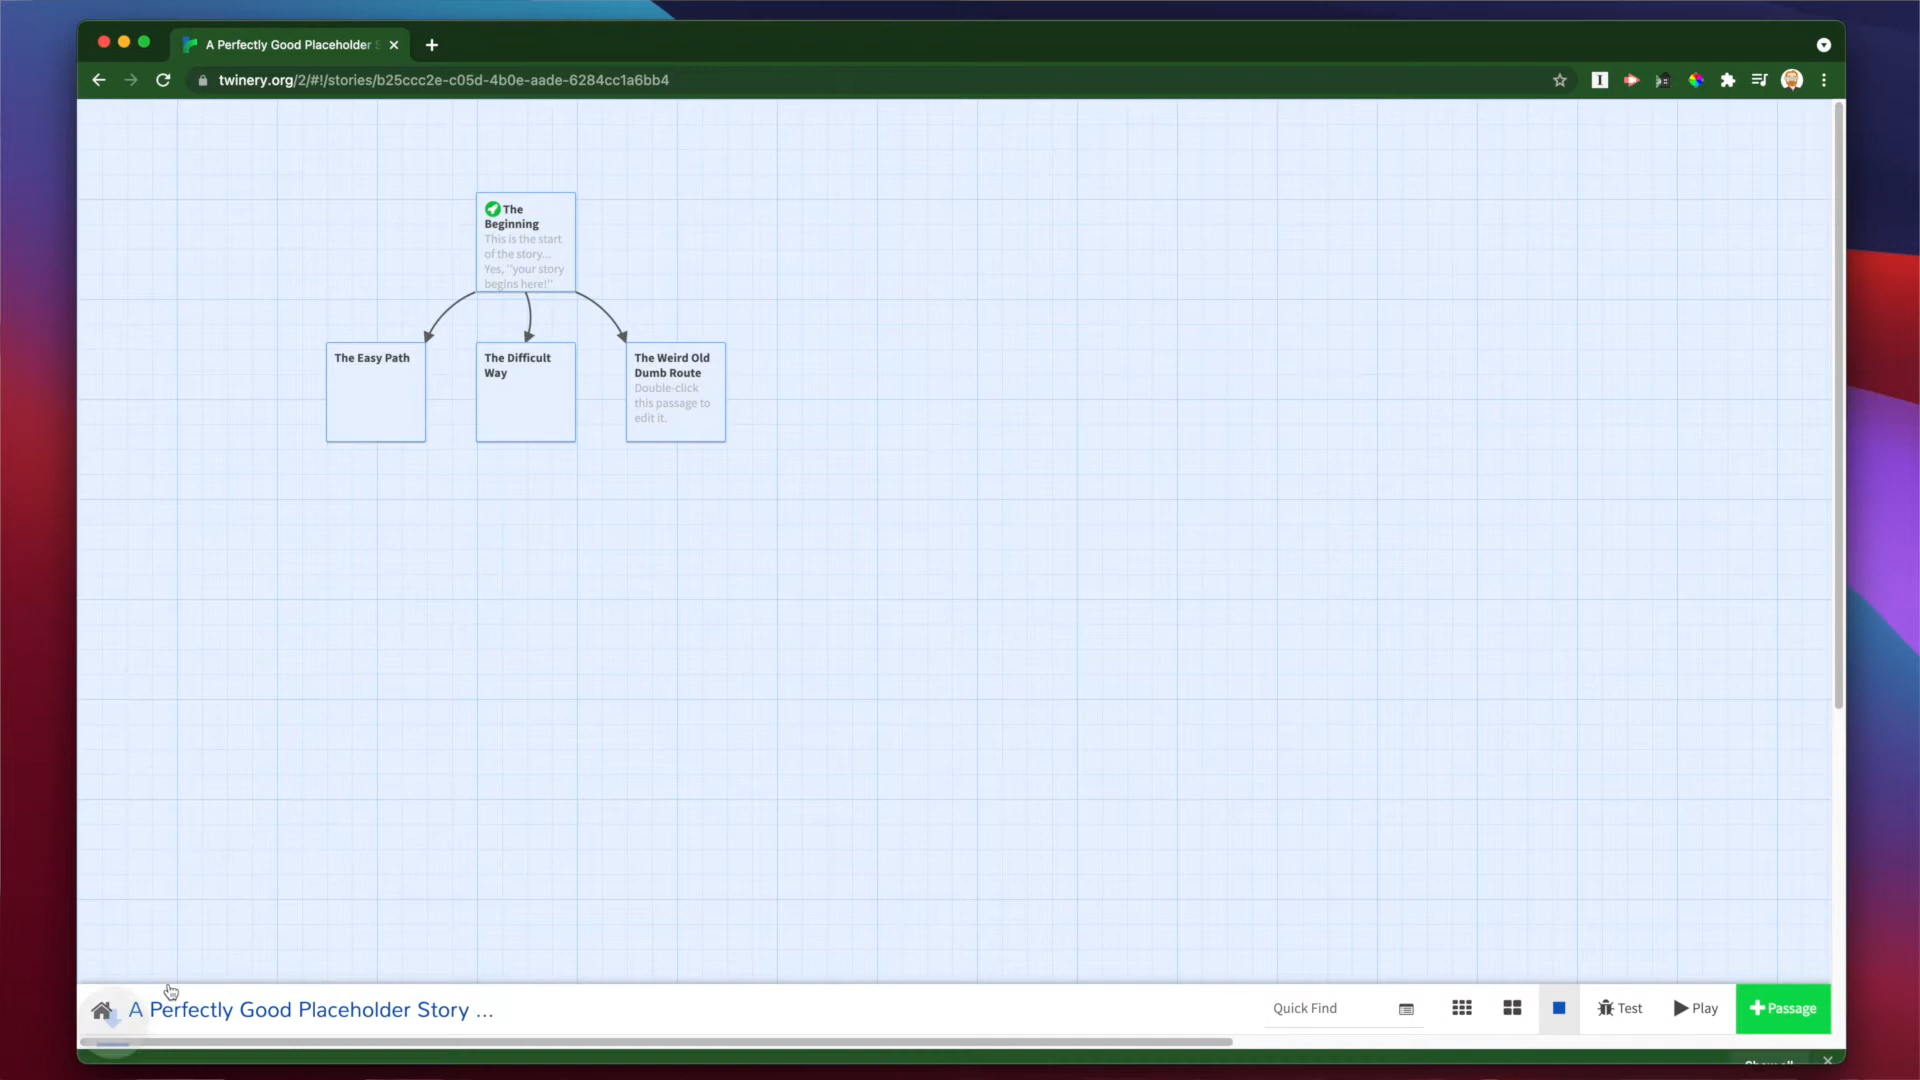 A Perfectly Good Placeholder
twinery.org/2/#!/stories/b25ccc2e-c05d-4b0e-aade-6284cc1a6bb4
The
Beginning
This is the start
of the story...
Yes, ''your story
begins here!''
The Easy Path
The Difficult
Way
The Weird Old
Dumb Route
Double-click
this passage to
edit it.
A Perfectly Good Placeholder Story ...
Quick Find
Test
Play
Passage
Show all